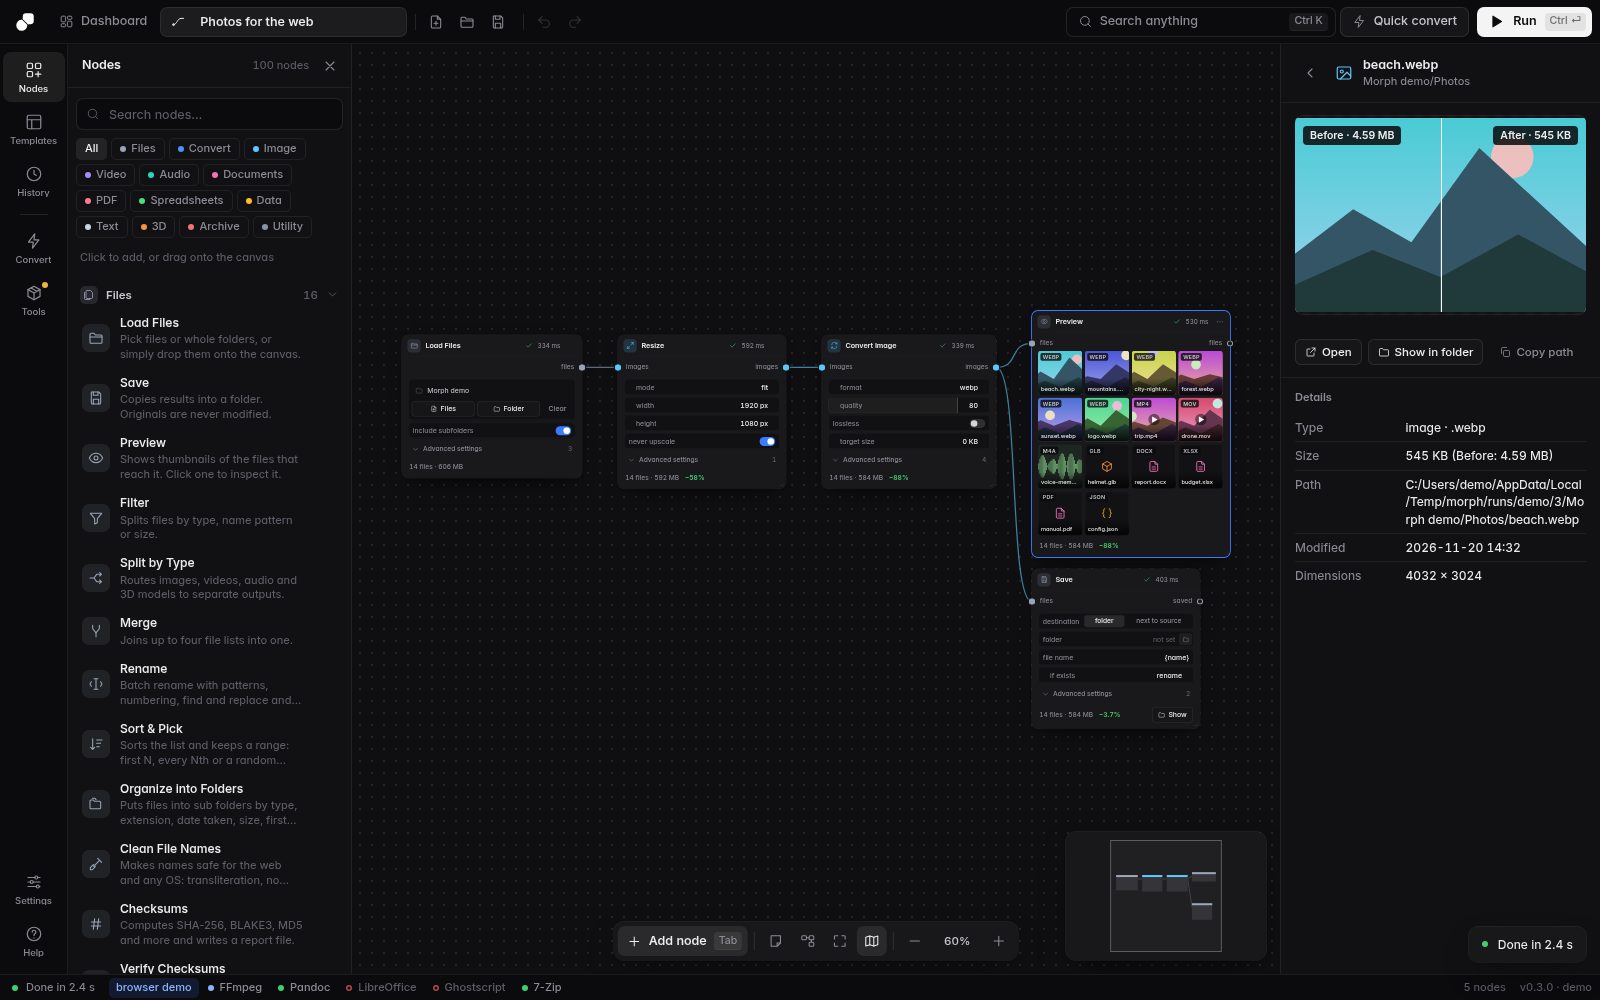 Dashboard
Photos for the web
Search anything
Ctrl K
Quick convert
Run
Ctrl ⏎
Nodes
Templates
History
Convert
Tools
Settings
Help
Nodes
100 nodes
Search nodes...
All
Files
Convert
Image
Video
Audio
Documents
PDF
Spreadsheets
Data
Text
3D
Archive
Utility
Click to add, or drag onto the canvas
Files
16
Load Files
Pick files or whole folders, or
simply drop them onto the canvas.
Save
Copies results into a folder.
Originals are never modified.
Preview
Shows thumbnails of the files that
reach it. Click one to inspect it.
Filter
Splits files by type, name pattern
or size.
Split by Type
Routes images, videos, audio and
3D models to separate outputs.
Merge
Joins up to four file lists into one.
Rename
Batch rename with patterns,
numbering, find and replace and...
Sort & Pick
Sorts the list and keeps a range:
first N, every Nth or a random...
Organize into Folders
Puts files into sub folders by type,
extension, date taken, size, first...
Clean File Names
Makes names safe for the web
and any OS: transliteration, no...
Checksums
Computes SHA-256, BLAKE3, MD5
and more and writes a report file.
Verify Checksums
Load Files
334 ms
files
Morph demo
Files
Folder
Clear
Include subfolders
Advanced settings
3
14 files · 606 MB
Resize
592 ms
images
images
mode
fit
width
1920 px
height
1080 px
never upscale
Advanced settings
1
14 files · 592 MB
−58%
Convert Image
339 ms
images
images
format
webp
quality
80
lossless
target size
0 KB
Advanced settings
4
14 files · 584 MB
−88%
Preview
530 ms
files
files
WEBP
beach.webp
WEBP
mountains....
WEBP
city-night.w...
WEBP
forest.webp
WEBP
sunset.webp
WEBP
logo.webp
MP4
trip.mp4
MOV
drone.mov
M4A
voice-mem...
GLB
helmet.glb
DOCX
report.docx
XLSX
budget.xlsx
PDF
manual.pdf
JSON
config.json
14 files · 584 MB
−88%
Save
403 ms
files
saved
destination
folder
next to source
folder
not set
file name
{name}
if exists
rename
Advanced settings
2
14 files · 584 MB
−3.7%
Show
Add node
Tab
60%
beach.webp
Morph demo/Photos
Before · 4.59 MB
After · 545 KB
Open
Show in folder
Copy path
Details
Type
image · .webp
Size
545 KB (Before: 4.59 MB)
Path
C:/Users/demo/AppData/Local
/Temp/morph/runs/demo/3/Mo
rph demo/Photos/beach.webp
Modified
2026-11-20 14:32
Dimensions
4032 × 3024
Done in 2.4 s
Done in 2.4 s
browser demo
FFmpeg
Pandoc
LibreOffice
Ghostscript
7-Zip
5 nodes
v0.3.0 · demo